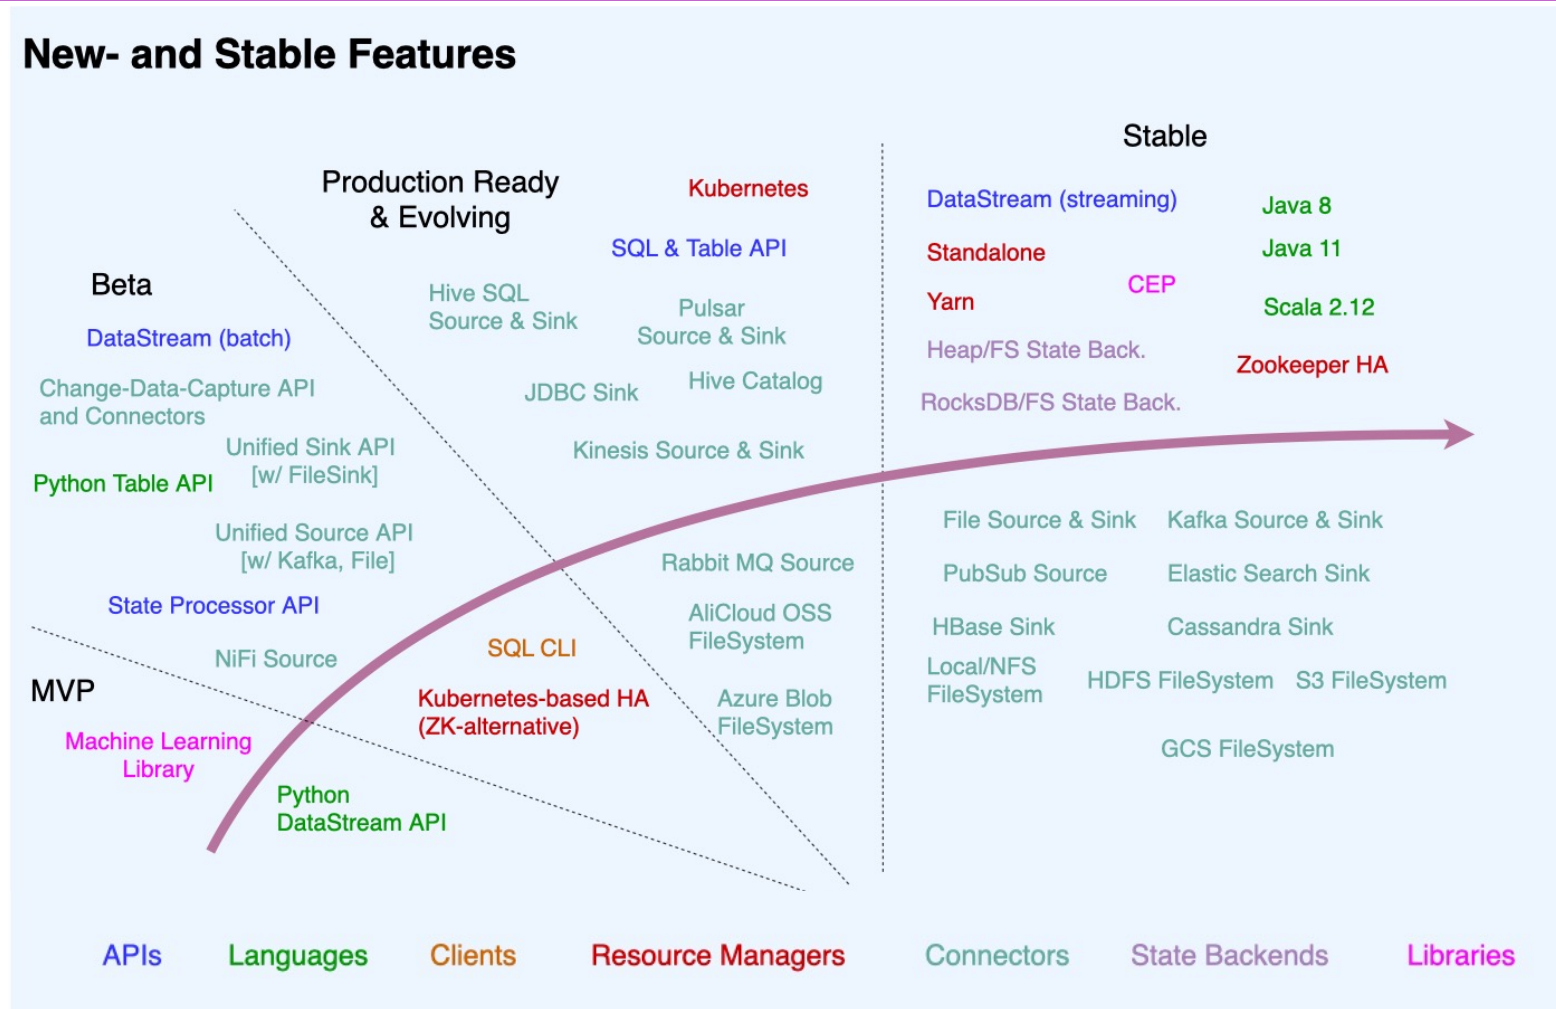 New- and Stable Features
Stable
Production Ready
& Evolving
Kubernetes
DataStream (streaming)
Java 8
SQL & Table API
Standalone
Java 11
Beta
CEP
Hive SQL
Source & Sink
Pulsar
Source & Sink
Yarn
Scala 2.12
DataStream (batch)
Heap/FS State Back.
Zookeeper HA
Change-Data-Capture API
and Connectors
JDBC Sink
Hive Catalog
RocksDB/FS State Back.
Unified Sink API
[w/ FileSink]
Kinesis Source & Sink
Python Table API
File Source & Sink
Kafka Source & Sink
Unified Source API
[w/ Kafka, File]
Rabbit MQ Source
PubSub Source
Elastic Search Sink
State Processor API
AliCloud OSS
FileSystem
HBase Sink
Cassandra Sink
NiFi Source
SQL CLI
Local/NFS
FileSystem
HDFS FileSystem
S3 FileSystem
MVP
Kubernetes-based HA
(ZK-alternative)
Azure Blob
FileSystem
Machine Learning
Library
GCS FileSystem
Python
DataStream API
APIs
Languages
Clients
Resource Managers
Connectors
State Backends
Libraries